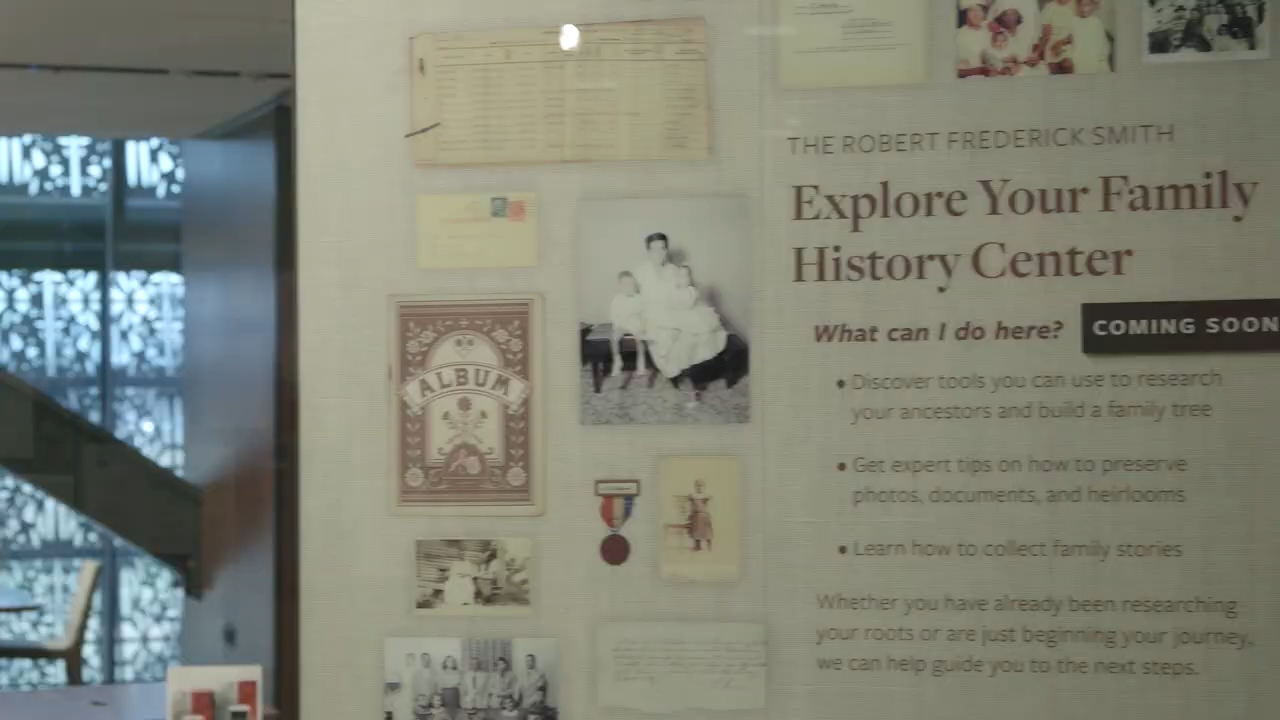 THE ROBERT FREDERICK SMITH
Explore Your Family
History Center
What can I do here?
COMING SOON
• Discover tools you can use to research
your ancestors and build a family tree
• Get expert tips on how to preserve
photos, documents, and heirlooms
• Learn how to collect family stories
Whether you have already been researching
your roots or are just beginning your journey,
we can help guide you to the next steps.
ALBUM